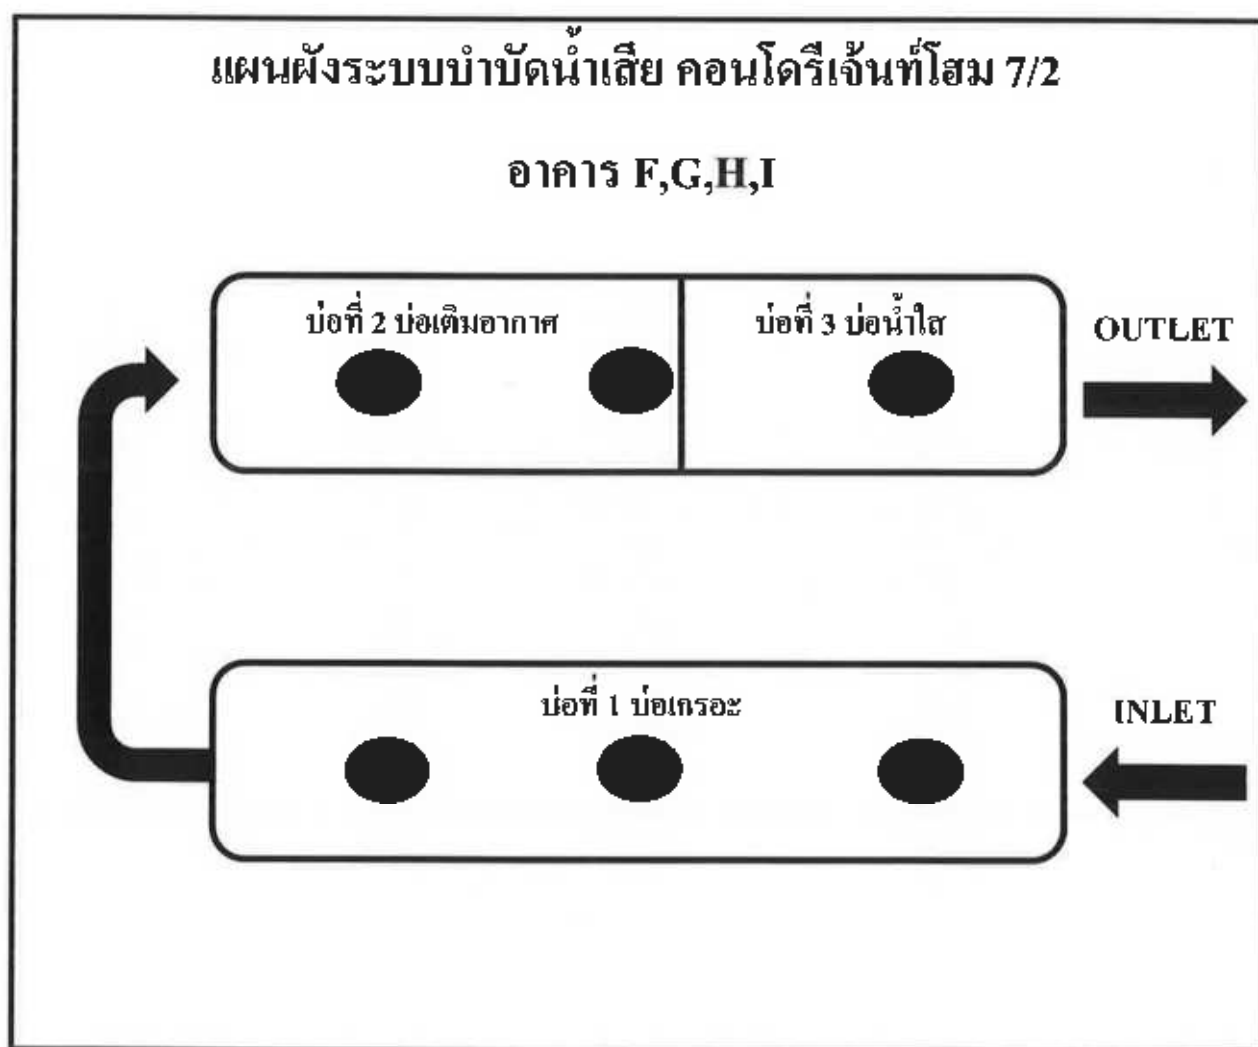 แผนผังระบบบำบัดน้ำเสีย คอนโดรีเจ้นท์โฮม 7/2
อาคาร F,G,H,I
บ่อที่ 2 บ่อเติมอากาศ
บ่อที่ 3 บ่อน้ำใส
OUTLET
บ่อที่ 1 บ่อเกรอะ
INLET